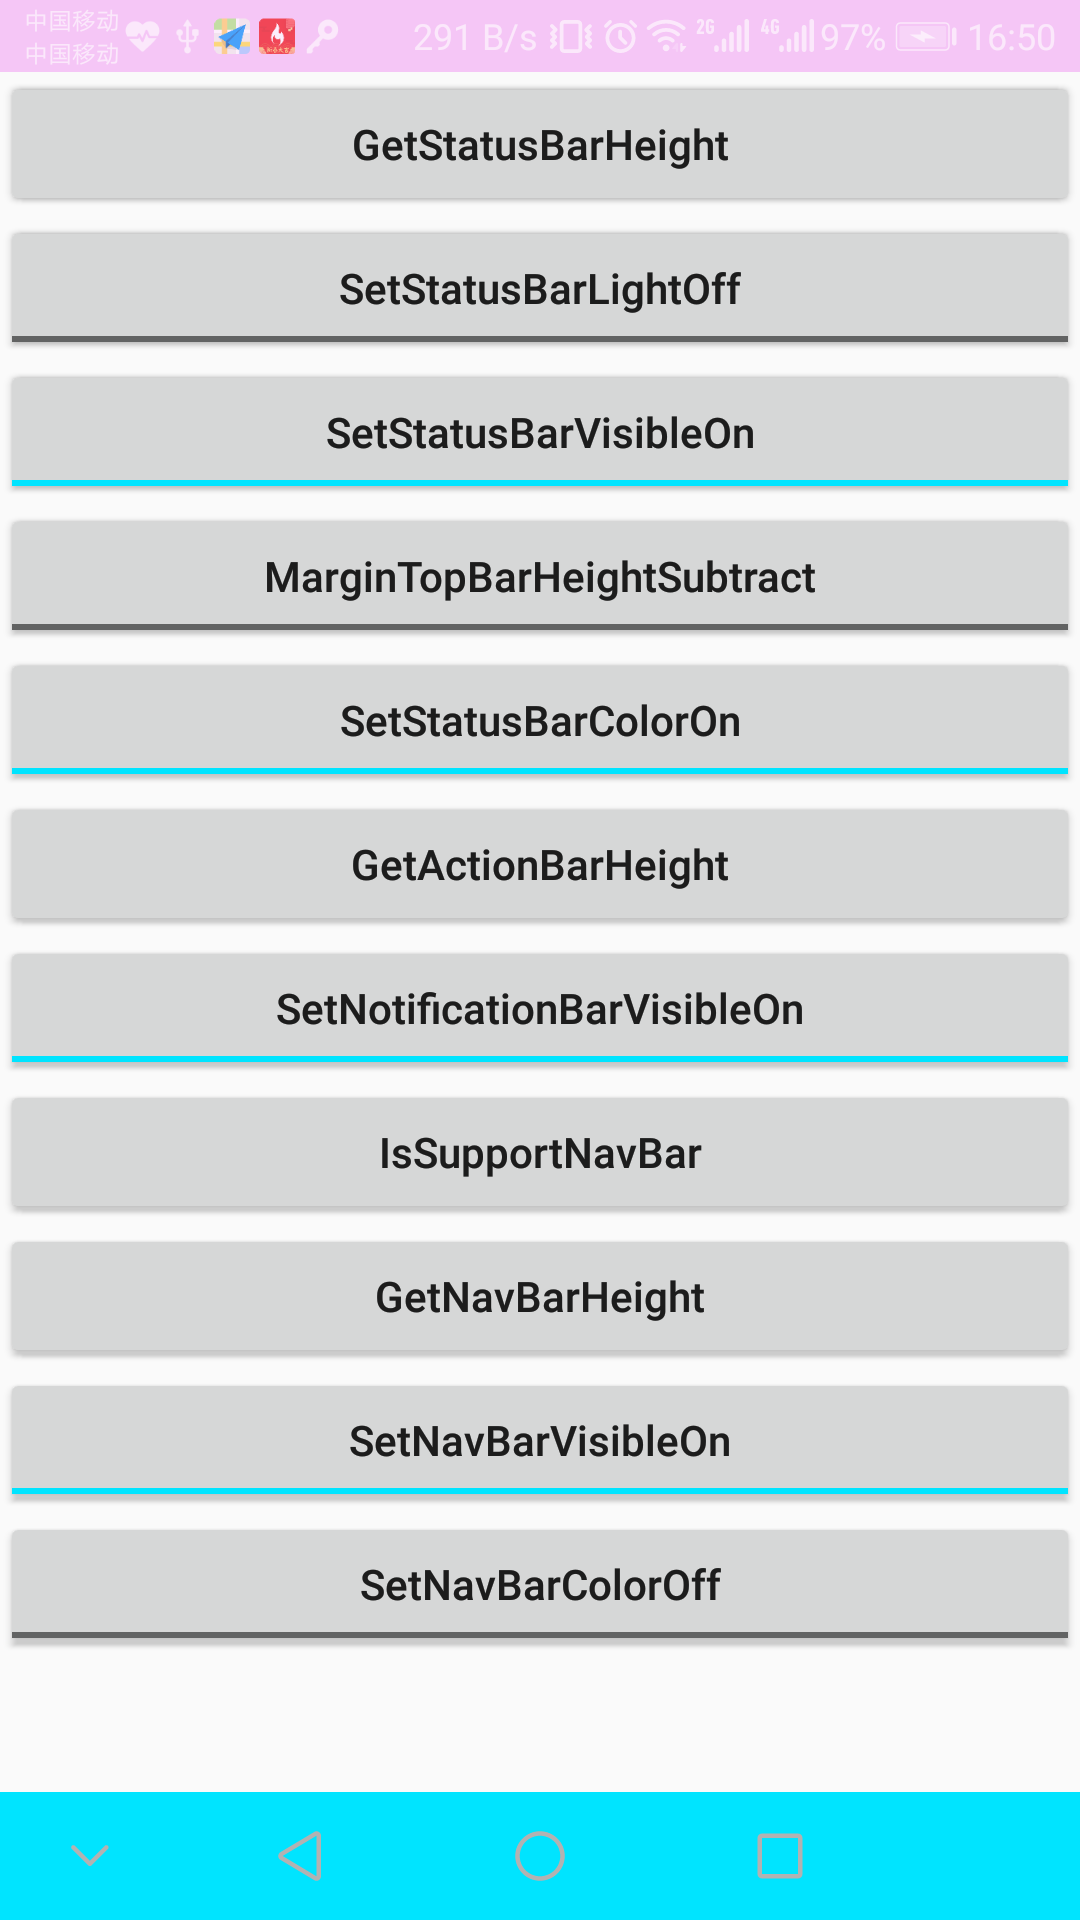 中国移动
中国移动
291 B/s 2G 4G 97% 16:50
GetStatusBarHeight
SetStatusBarLightOff
SetStatusBarVisibleOn
MarginTopBarHeightSubtract
SetStatusBarColorOn
GetActionBarHeight
SetNotificationBarVisibleOn
IsSupportNavBar
GetNavBarHeight
SetNavBarVisibleOn
SetNavBarColorOff